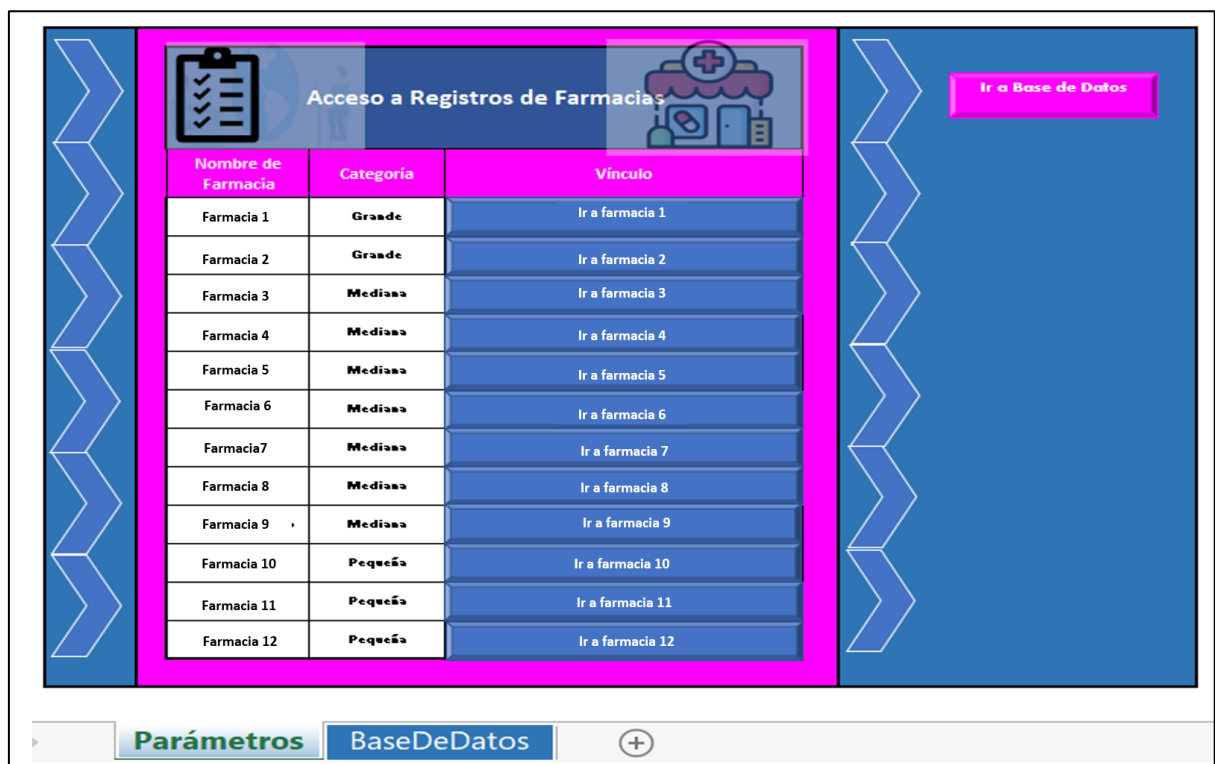 Acceso a Registros de Farmacias
Ir a Base de Datos
Nombre de Farmacia Categoría Vínculo
Farmacia 1 Grande Ir a farmacia 1
Farmacia 2 Grande Ir a farmacia 2
Farmacia 3 Mediana Ir a farmacia 3
Farmacia 4 Mediana Ir a farmacia 4
Farmacia 5 Mediana Ir a farmacia 5
Farmacia 6 Mediana Ir a farmacia 6
Farmacia7 Mediana Ir a farmacia 7
Farmacia 8 Mediana Ir a farmacia 8
Farmacia 9 Mediana Ir a farmacia 9
Farmacia 10 Pequeña Ir a farmacia 10
Farmacia 11 Pequeña Ir a farmacia 11
Farmacia 12 Pequeña Ir a farmacia 12
Parámetros BaseDeDatos